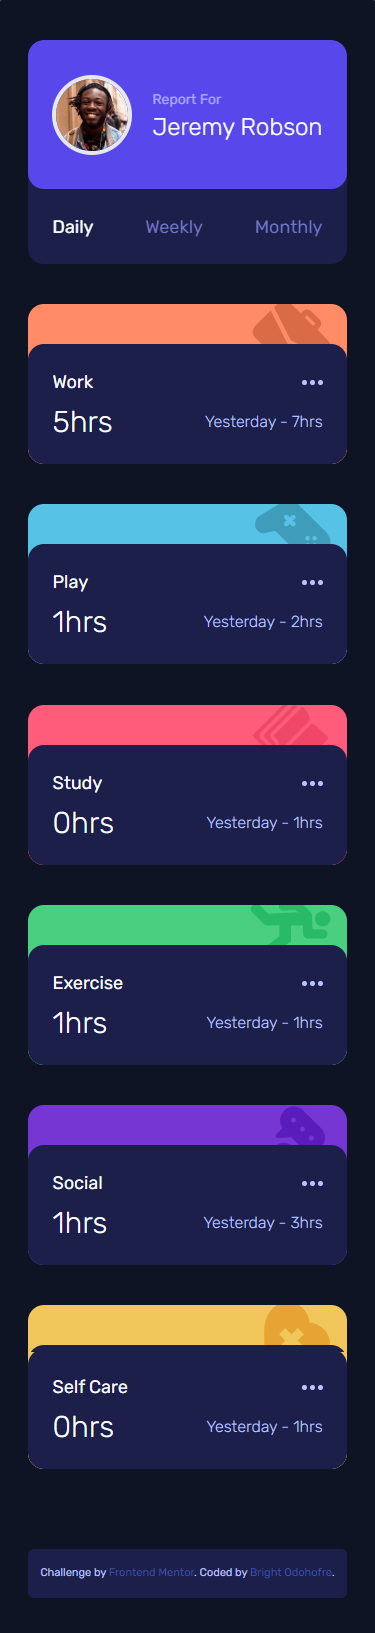 Report For
Jeremy Robson
Daily Weekly Monthly
Work
5hrs Yesterday - 7hrs
Play
1hrs Yesterday - 2hrs
Study
0hrs Yesterday - 1hrs
Exercise
1hrs Yesterday - 1hrs
Social
1hrs Yesterday - 3hrs
Self Care
0hrs Yesterday - 1hrs
Challenge by Frontend Mentor. Coded by Bright Odohofre.